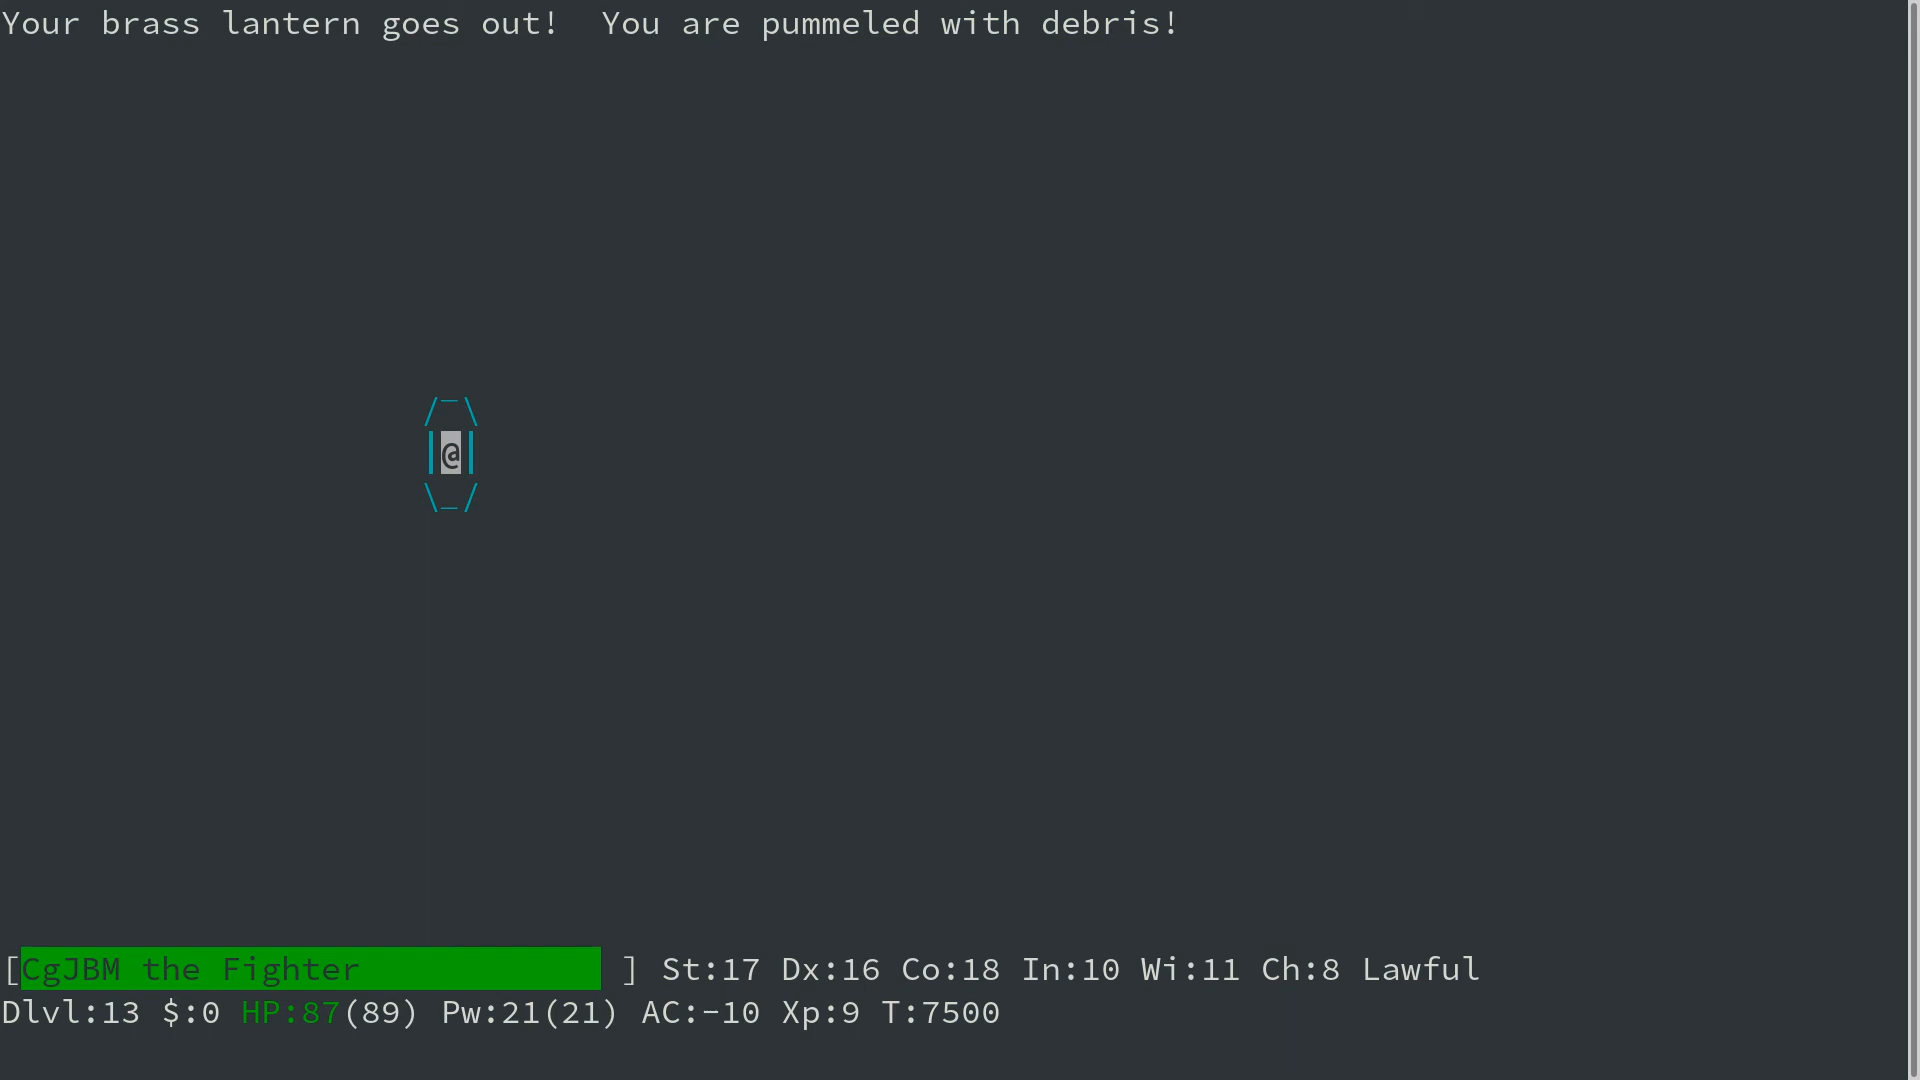 Your brass lantern goes out!  You are pummeled with debris!
/‾\
|@|
\_/
[CgJBM the Fighter            ] St:17 Dx:16 Co:18 In:10 Wi:11 Ch:8 Lawful
Dlvl:13 $:0 HP:87(89) Pw:21(21) AC:-10 Xp:9 T:7500